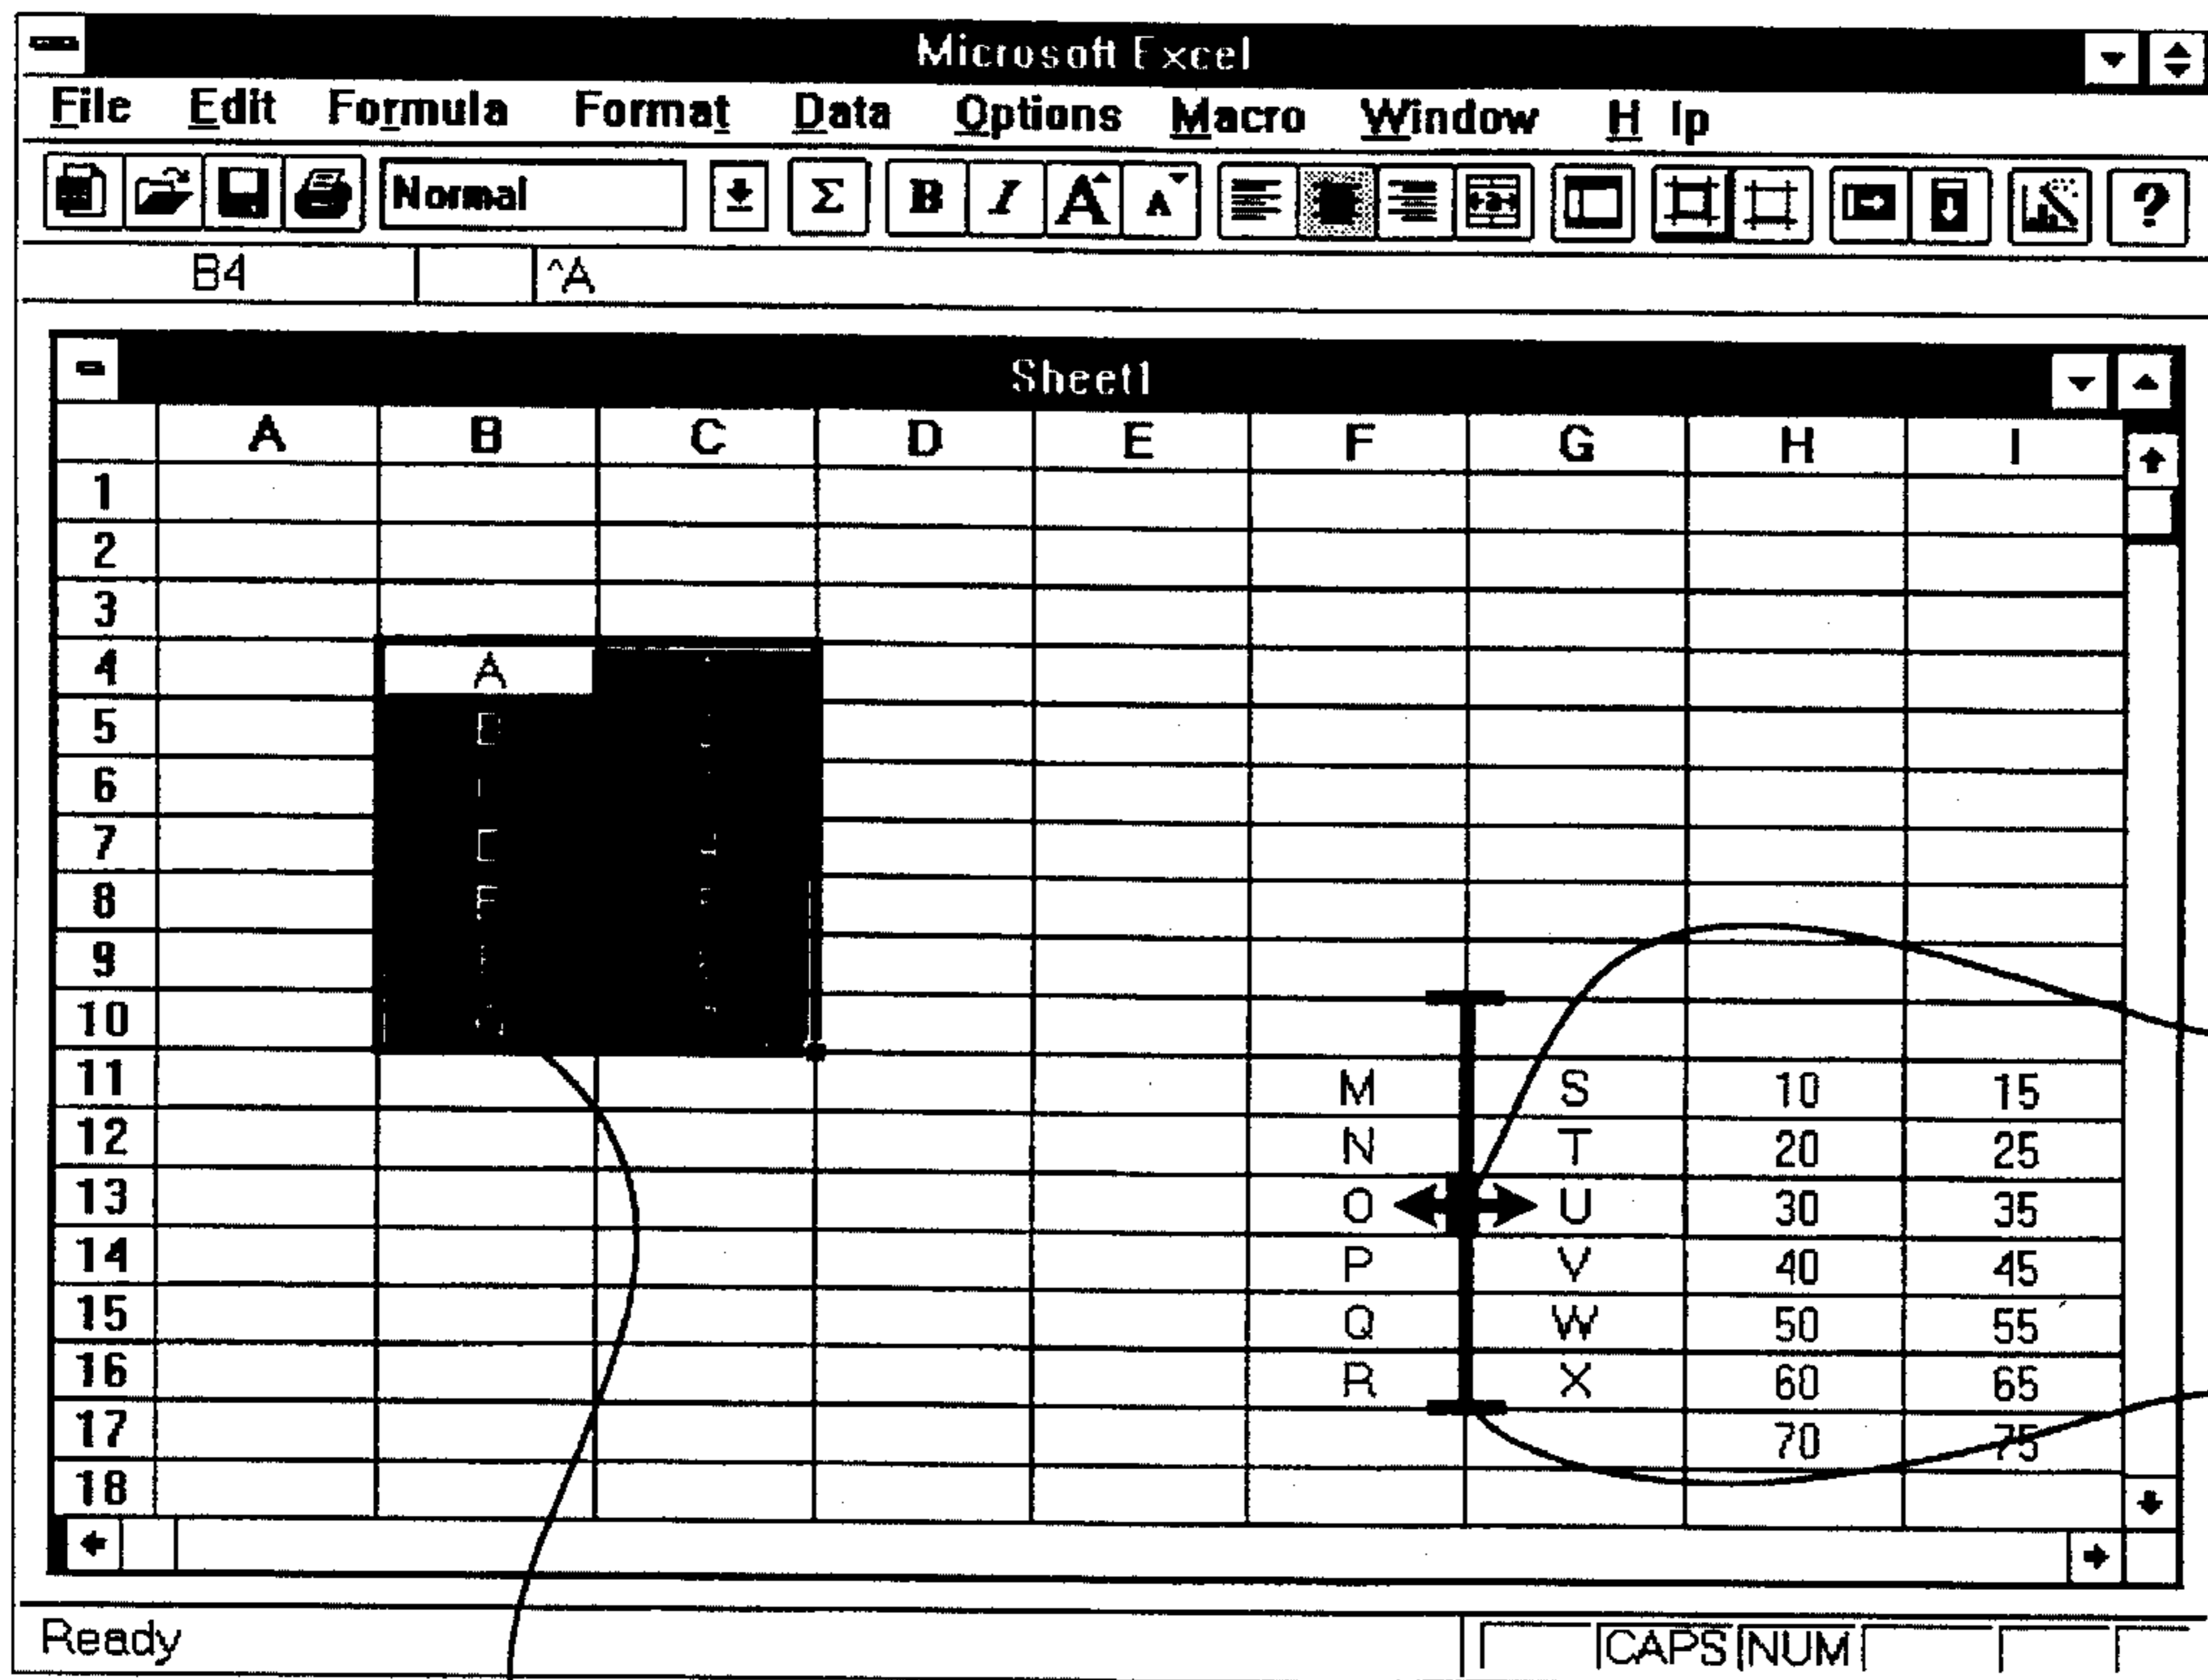 Microsoft Excel
File Edit Formula Format Data Options Macro Window H lp
Normal Σ B I A A a ?
B4 ^A
Sheet1
A B C D E F G H I
1
2
3
4 A
5
6
7
8
9
10
11 M S 10 15
12 N T 20 25
13 O U 30 35
14 P V 40 45
15 Q W 50 55
16 R X 60 65
17 70 75
18
Ready CAPS NUM